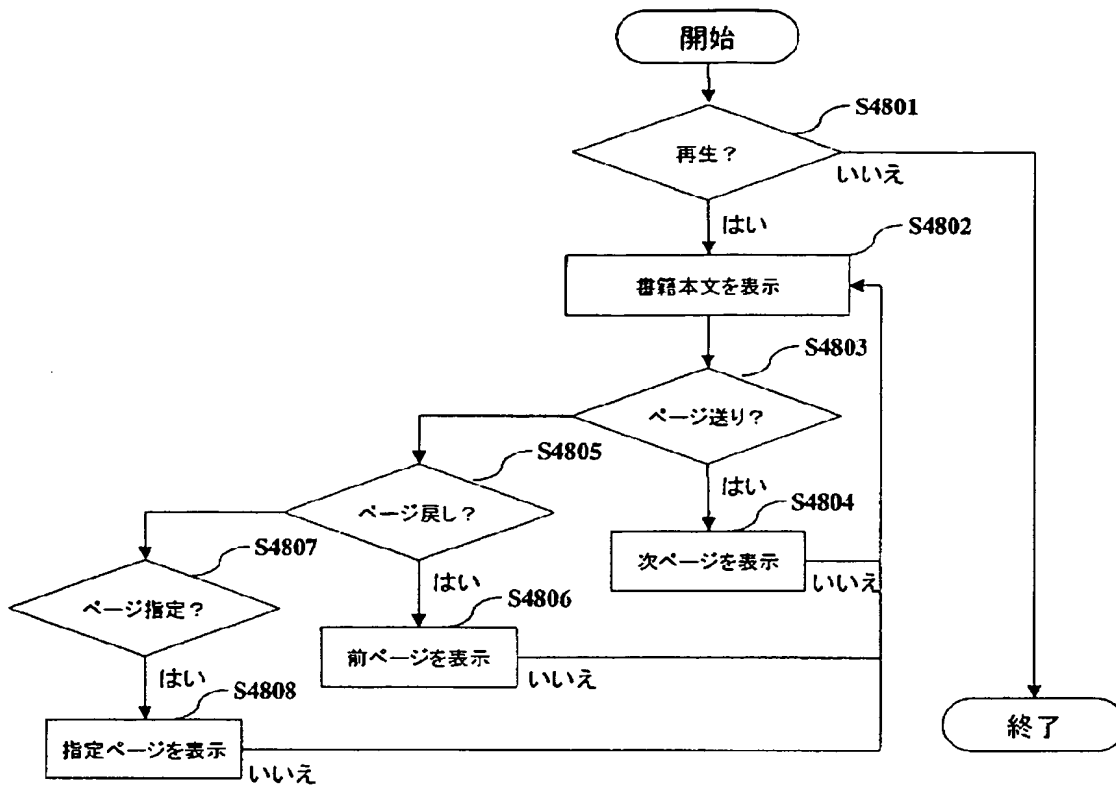 開始
S4801
再生?
いいえ
はい
S4802
書籍本文を表示
S4803
ページ送り?
S4805
はい
S4804
ページ戻し?
次ページを表示
いいえ
S4807
はい
S4806
ページ指定?
前ページを表示
いいえ
はい
S4808
終了
指定ページを表示
いいえ